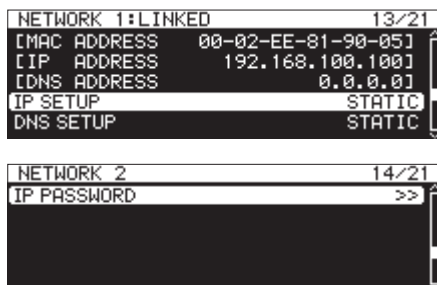 NETWORK 1:LINKED 13/21
[MAC ADDRESS 00-02-EE-81-90-05]
[IP ADDRESS 192.168.100.100]
[DNS ADDRESS 0.0.0.0]
IP SETUP STATIC
DNS SETUP STATIC
NETWORK 2 14/21
IP PASSWORD >>